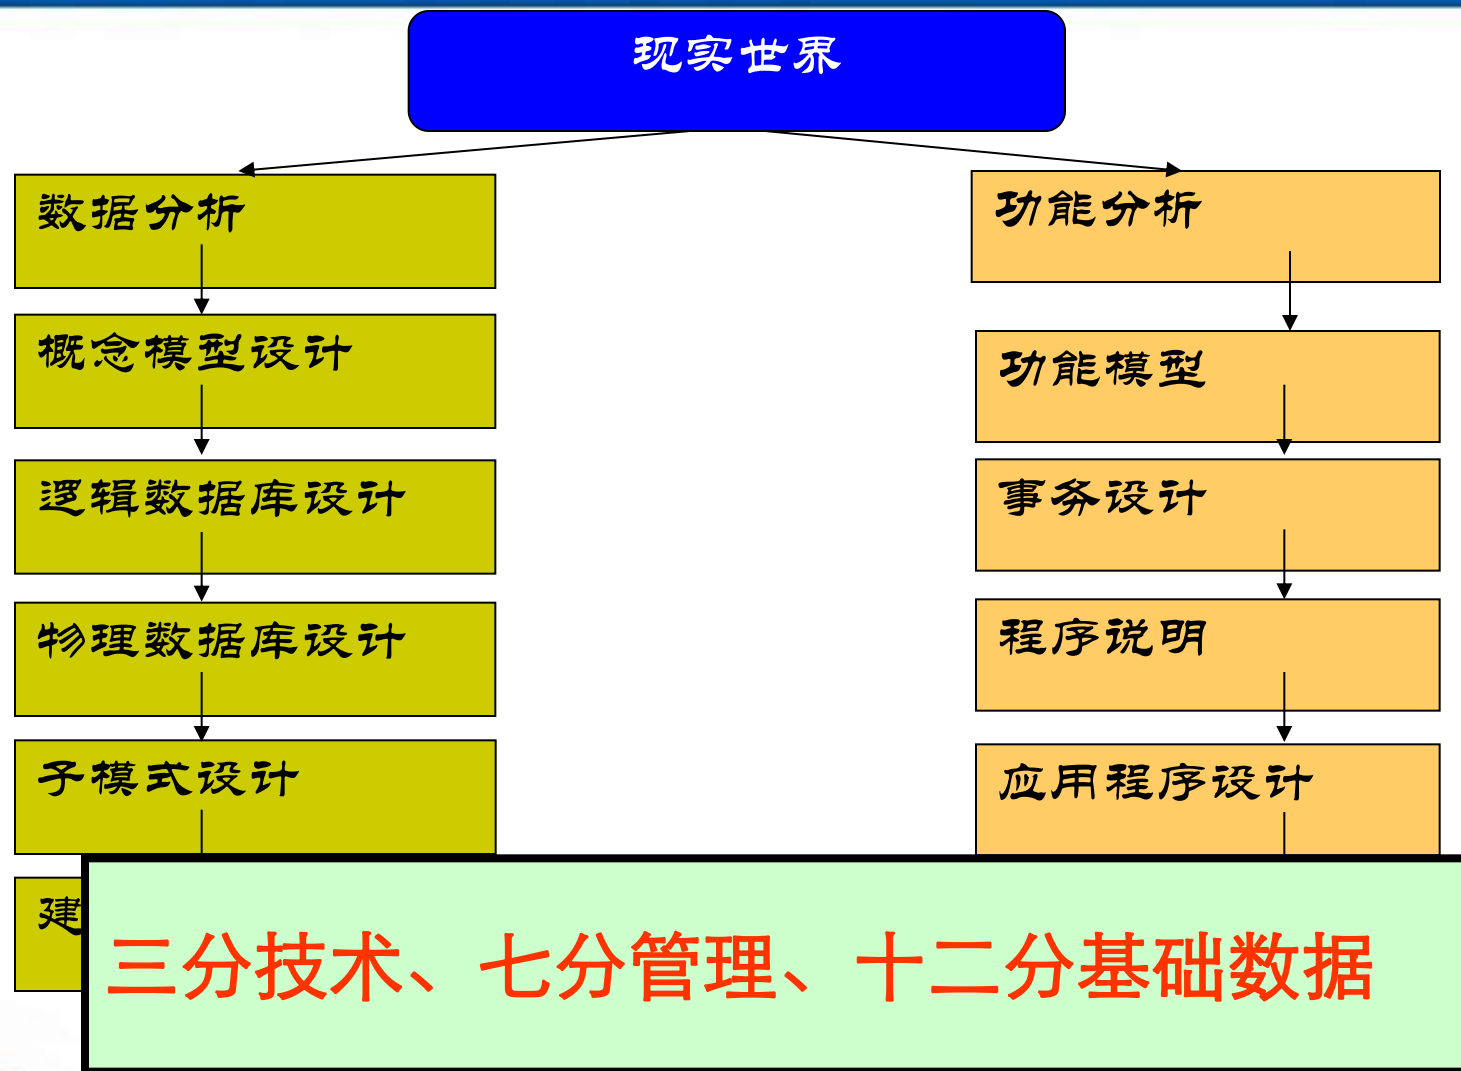 现实世界
数据分析
功能分析
概念模型设计
功能模型
逻辑数据库设计
事务设计
物理数据库设计
程序说明
子模式设计
应用程序设计
建
三分技术、七分管理、十二分基础数据